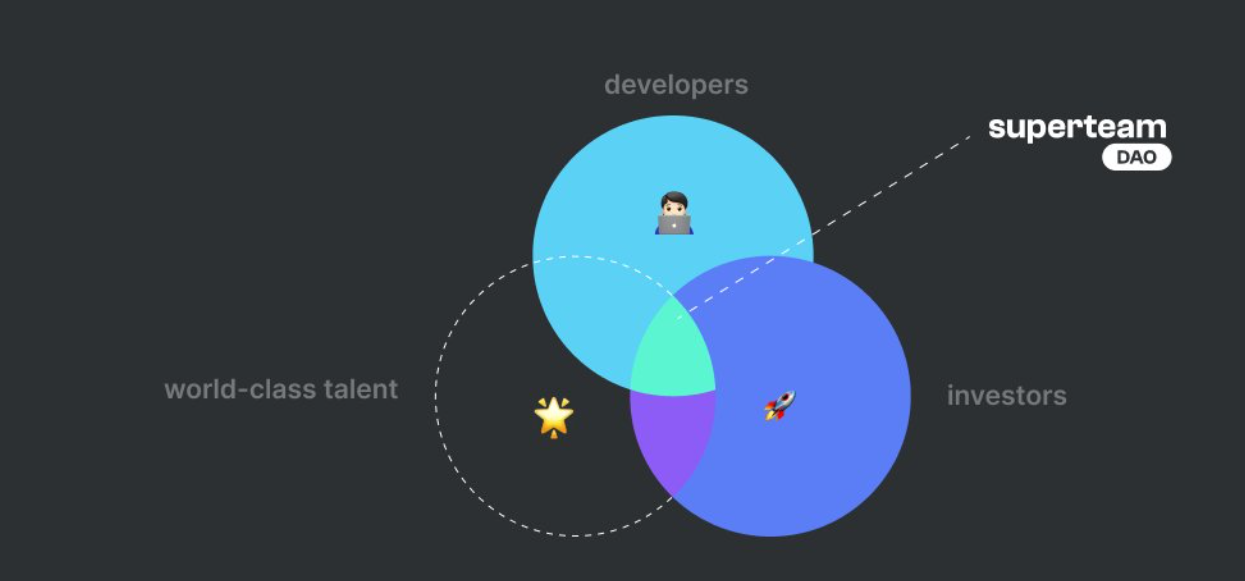 developers
superteam
DAO
world-class talent
investors